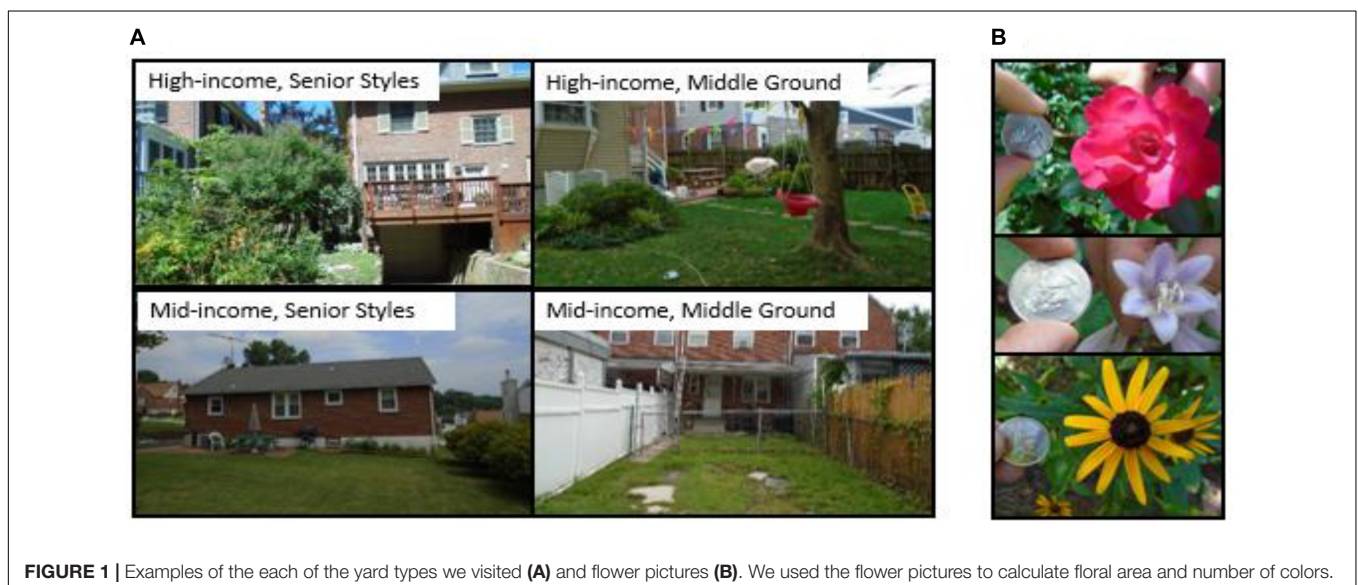 A
B
High-income, Senior Styles
High-income, Middle Ground
Mid-income, Senior Styles
Mid-income, Middle Ground
FIGURE 1 | Examples of the each of the yard types we visited (A) and flower pictures (B). We used the flower pictures to calculate floral area and number of colors.